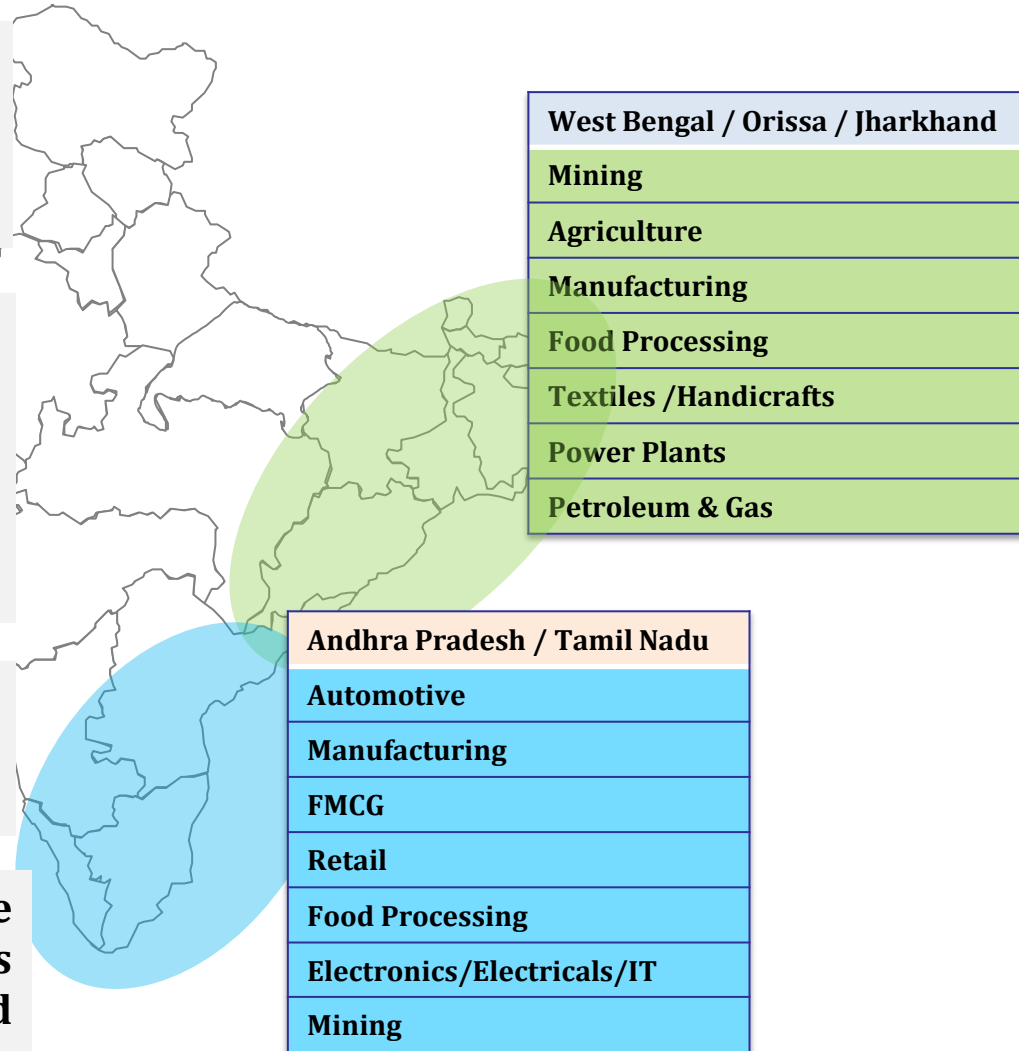 West Bengal / Orissa / Jharkhand
Mining
Agriculture
Manufacturing
Food Processing
Textiles /Handicrafts
Power Plants
Petroleum & Gas
Andhra Pradesh / Tamil Nadu
Automotive
Manufacturing
FMCG
Retail
Food Processing
Electronics/Electricals/IT
Mining
e
s
d